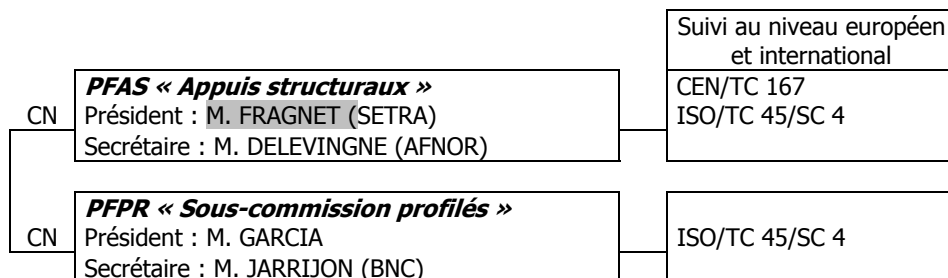 Suivi au niveau européen
et international
PFAS « Appuis structuraux »
CEN/TC 167
CN
Président : M. FRAGNET (SETRA)
ISO/TC 45/SC 4
Secrétaire : M. DELEVINGNE (AFNOR)
PFPR « Sous-commission profilés »
CN
Président : M. GARCIA
ISO/TC 45/SC 4
Secrétaire : M. JARRIJON (BNC)